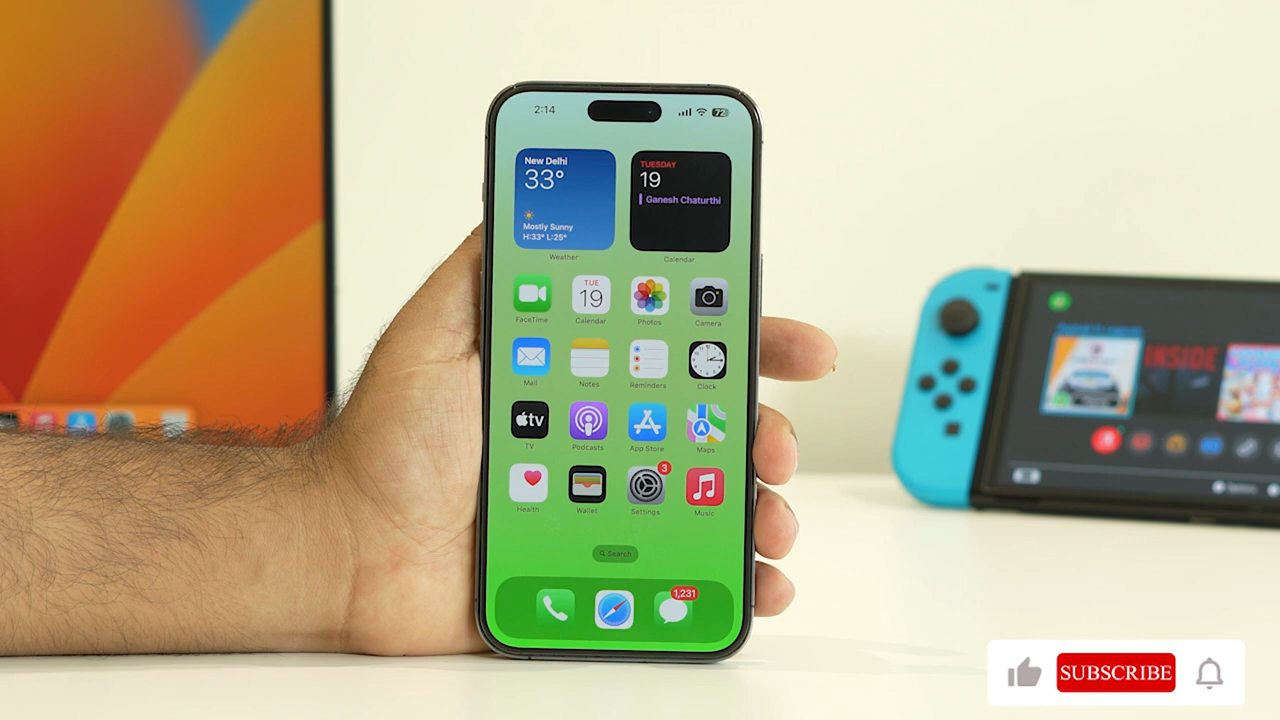 2:14
72
New Delhi
33°
Mostly Sunny
H:33° L:25°
Weather
TUESDAY
19
Ganesh Chaturthi
Calendar
FaceTime
TUE
19
Calendar
Photos
Camera
Mail
Notes
Reminders
Clock
tv
TV
Podcasts
App Store
Maps
Health
Wallet
3
Settings
Music
Search
1,231
INSIDE
SUBSCRIBE